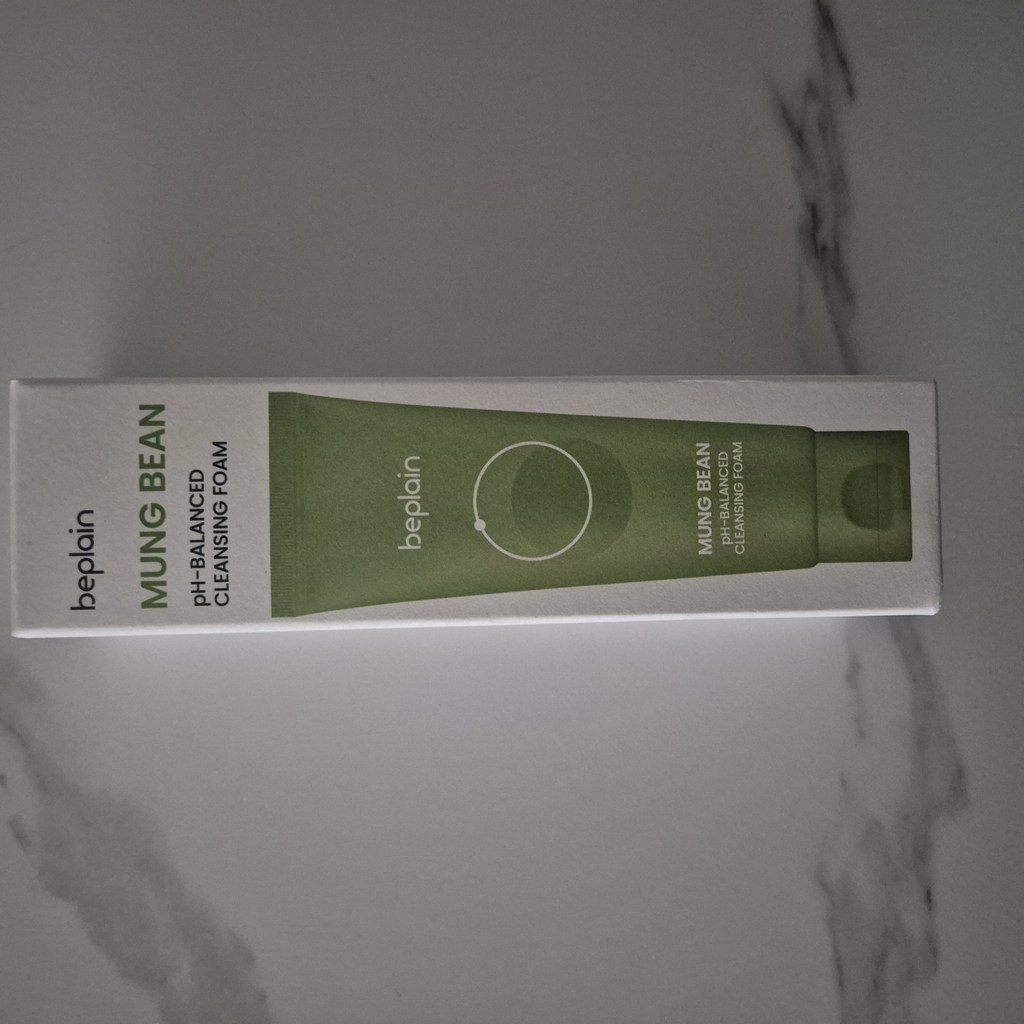 beplain
MUNG BEAN
pH-BALANCED
CLEANSING FOAM
beplain
MUNG BEAN
pH-BALANCED
CLEANSING FOAM